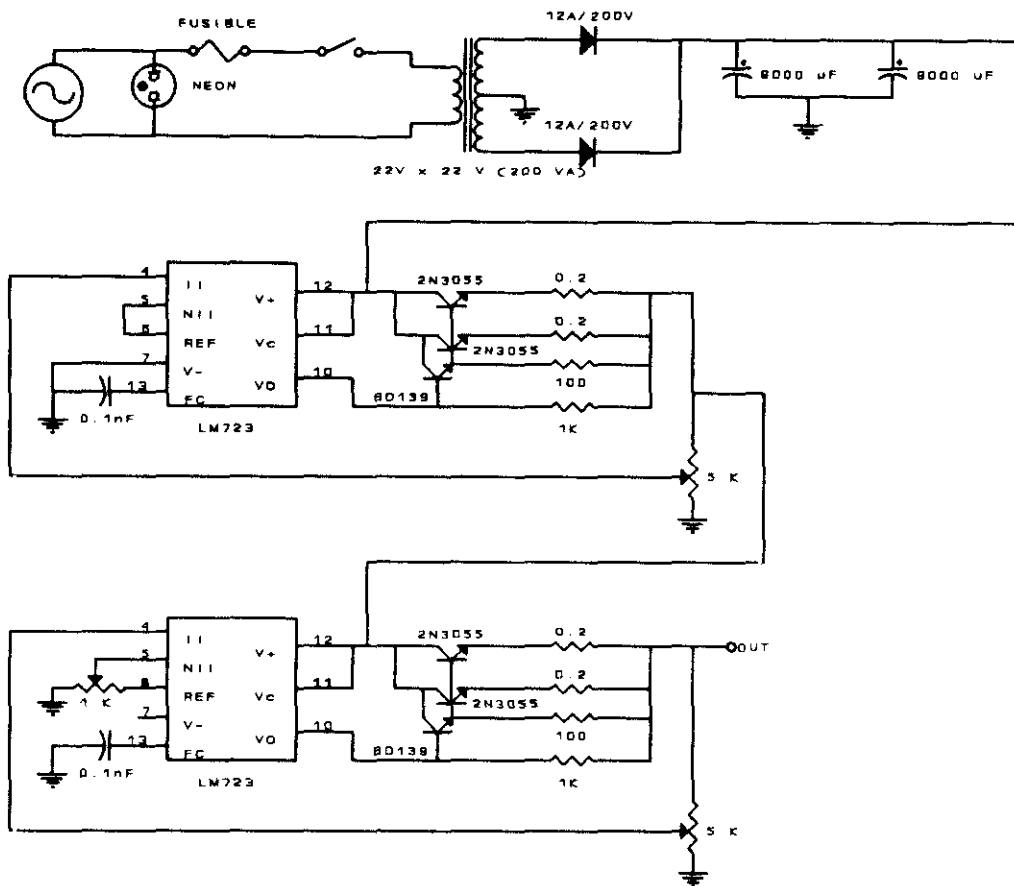 12A/200V
FUSIBLE
NEON
8000 uF
8000 uF
12A/200V
22V x 22 V (200 VA)
4
II
5
NII
6
REF
7
V-
13
FC
V+
12
Vc
11
VO
10
LM723
0.1nF
2N3055
0.2
0.2
2N3055
100
BD139
1K
5 K
4
II
5
NII
6
REF
1 K
7
V-
13
FC
V+
12
Vc
11
VO
10
LM723
0.1nF
2N3055
0.2
OUT
0.2
2N3055
100
BD139
1K
5 K